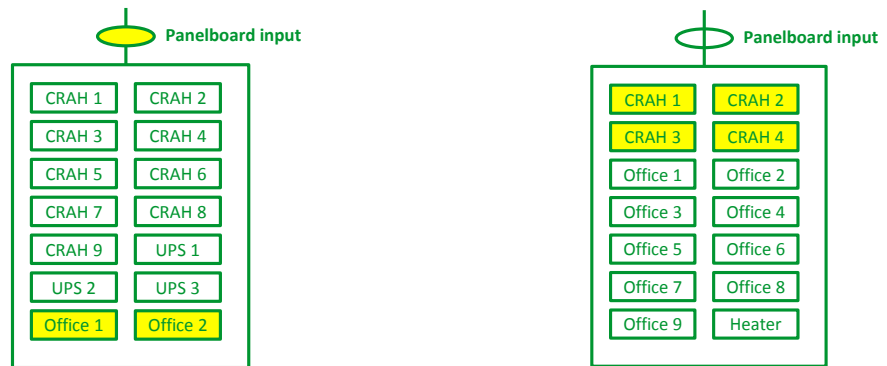 Panelboard input
CRAH 1 CRAH 2
CRAH 3 CRAH 4
CRAH 5 CRAH 6
CRAH 7 CRAH 8
CRAH 9 UPS 1
UPS 2 UPS 3
Office 1 Office 2
Panelboard input
CRAH 1 CRAH 2
CRAH 3 CRAH 4
Office 1 Office 2
Office 3 Office 4
Office 5 Office 6
Office 7 Office 8
Office 9 Heater